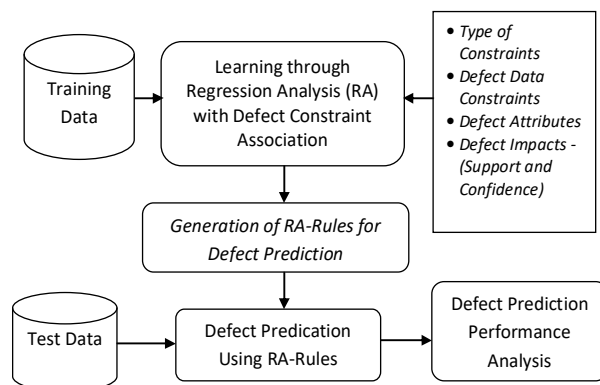 Training
Data
Learning through
Regression Analysis (RA)
with Defect Constraint
Association
• Type of
Constraints
• Defect Data
Constraints
• Defect Attributes
• Defect Impacts -
(Support and
Confidence)
Generation of RA-Rules for
Defect Prediction
Test Data
Defect Predication
Using RA-Rules
Defect Prediction
Performance
Analysis